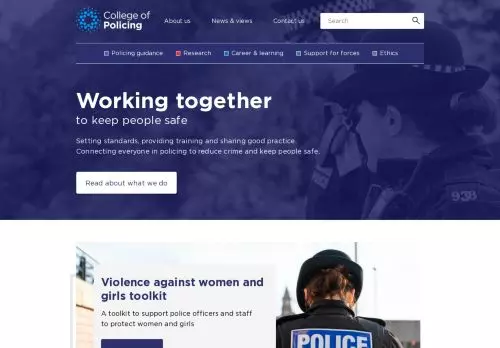 College of
Policing
About us
News & views
Contact us
Search
Policing guidance
Research
Career & learning
Support for forces
Ethics
Working together
to keep people safe
Setting standards, providing training and sharing good practice.
Connecting everyone in policing to reduce crime and keep people safe.
Read about what we do
938
Violence against women and
girls toolkit
A toolkit to support police officers and staff
to protect women and girls
POLICE